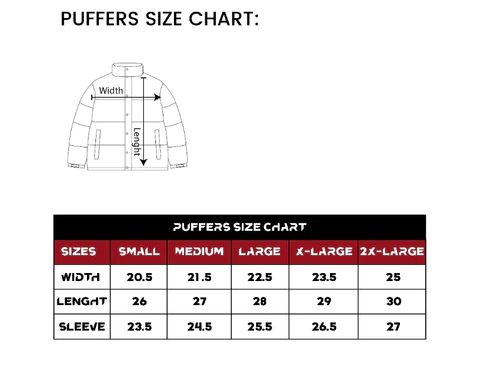 PUFFERS SIZE CHART:
Width
Lenght
PUFFERS SIZE CHART
SIZES SMALL MEDIUM LARGE X-LARGE 2X-LARGE
WIDTH 20.5 21.5 22.5 23.5 25
LENGHT 26 27 28 29 30
SLEEVE 23.5 24.5 25.5 26.5 27